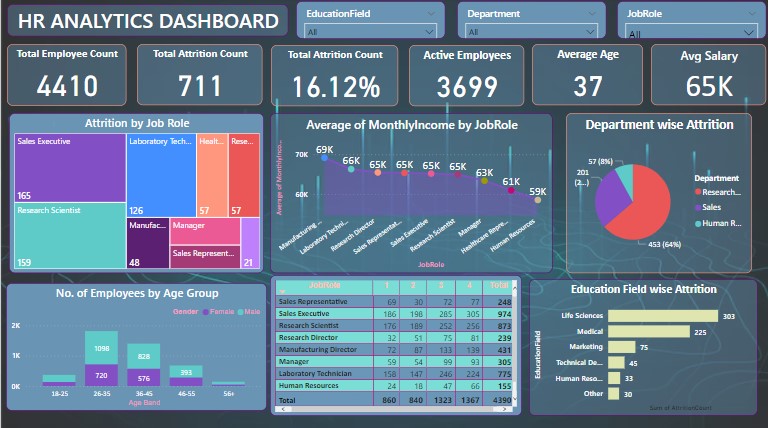 HR ANALYTICS DASHBOARD
EducationField
All
Department
All
JobRole
All
Total Employee Count
4410
Total Attrition Count
711
Total Attrition Count
16.12%
Active Employees
3699
Average Age
37
Avg Salary
65K
Attrition by Job Role
Sales Executive
165
Research Scientist
159
Laboratory Tech...
126
Healt...
57
Rese...
57
Manufac...
48
Manager
Sales Represent...
21
Average of MonthlyIncome by JobRole
Average of MonthlyInco...
70K
60K
69K
66K
65K
65K
65K
65K
63K
61K
59K
Manufacturing ...
Laboratory Techni...
Research Director
Sales Representat...
Sales Executive
Research Scientist
Manager
Healthcare Repre...
Human Resources
JobRole
Department wise Attrition
57 (8%)
201
(2...)
453 (64%)
Department
Research...
Sales
Human R...
No. of Employees by Age Group
Gender Female Male
2K
1K
0K
1098
720
828
576
393
18-25 26-35 36-45 46-55 56+
Age Band
JobRole 1 2 3 4 Total
Sales Representative 69 30 72 77 248
Sales Executive 186 198 285 305 974
Research Scientist 176 189 252 256 873
Research Director 32 51 75 81 239
Manufacturing Director 72 87 133 139 431
Manager 59 54 99 93 305
Laboratory Technician 158 147 246 224 775
Human Resources 24 18 47 66 155
Total 860 840 1323 1367 4390
Education Field wise Attrition
EducationField
Life Sciences 303
Medical 225
Marketing 75
Technical De... 45
Human Reso... 33
Other 30
Sum of AttritionCount